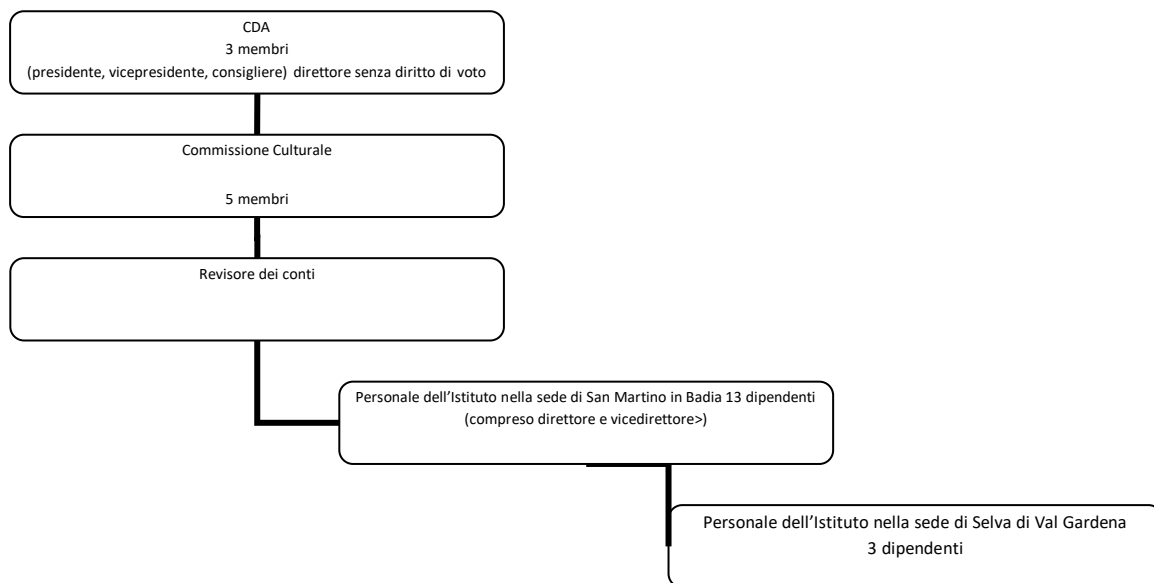 CDA
3 membri
(presidente, vicepresidente, consigliere) direttore senza diritto di voto
Commissione Culturale
5 membri
Revisore dei conti
Personale dell’Istituto nella sede di San Martino in Badia 13 dipendenti
(compreso direttore e vicedirettore>)
Personale dell’Istituto nella sede di Selva di Val Gardena
3 dipendenti